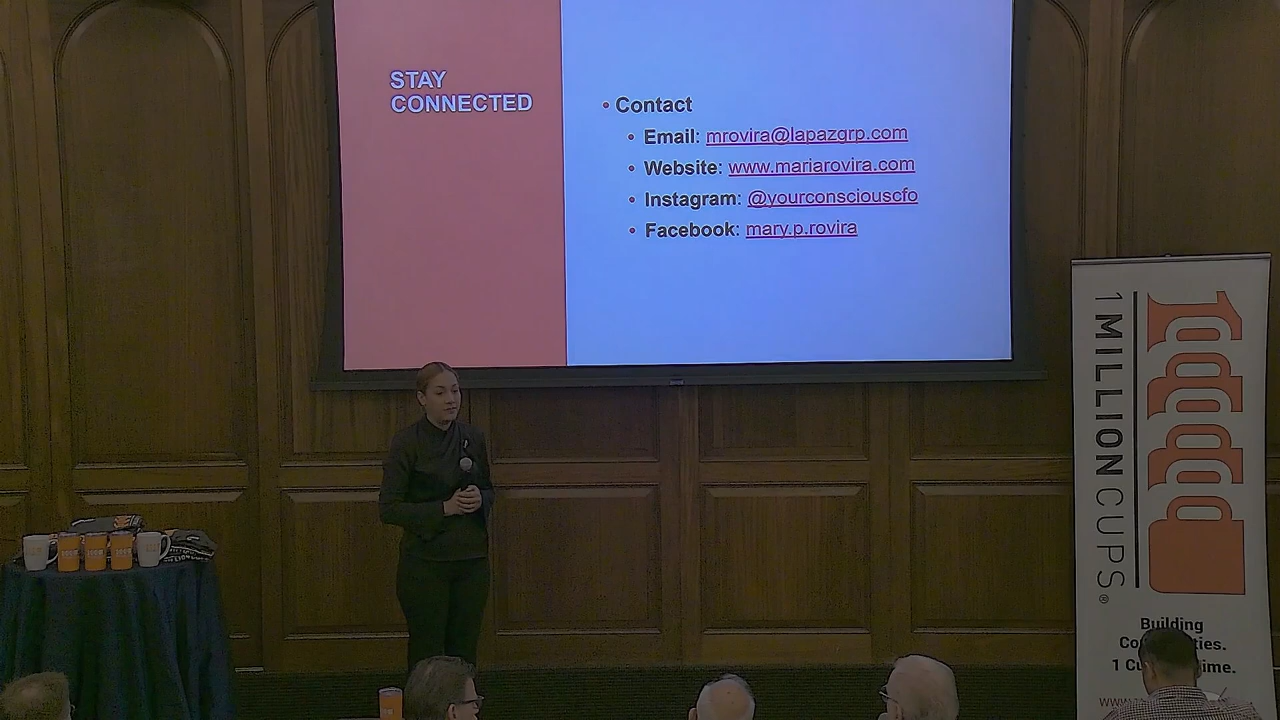 STAY
CONNECTED
• Contact
• Email: mrovira@lapazgrp.com
• Website: www.mariarovira.com
• Instagram: @yourconsciouscfo
• Facebook: mary.p.rovira
1 MILLION CUPS®
Building
1